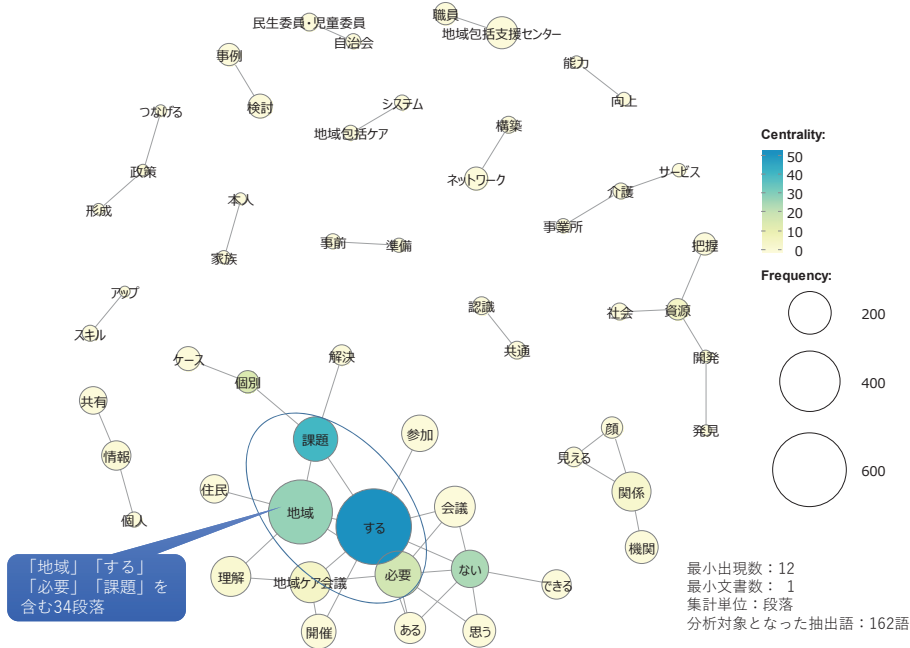 民生委員・児童委員
自治会
職員
地域包括支援センター
事例
検討
能力
向上
つなげる
政策
形成
システム
地域包括ケア
構築
ネットワーク
サービス
介護
事業所
本人
家族
事前
準備
把握
社会
資源
開発
発見
アップ
スキル
認識
共通
ケース
個別
解決
課題
参加
共有
情報
個人
住民
地域
する
会議
理解
地域ケア会議
必要
ない
できる
開催
ある
思う
顔
見える
関係
機関
Centrality:
50
40
30
20
10
0
Frequency:
200
400
600
「地域」「する」
「必要」「課題」を
含む34段落
最小出現数：12
最小文書数： 1
集計単位：段落
分析対象となった抽出語：162語